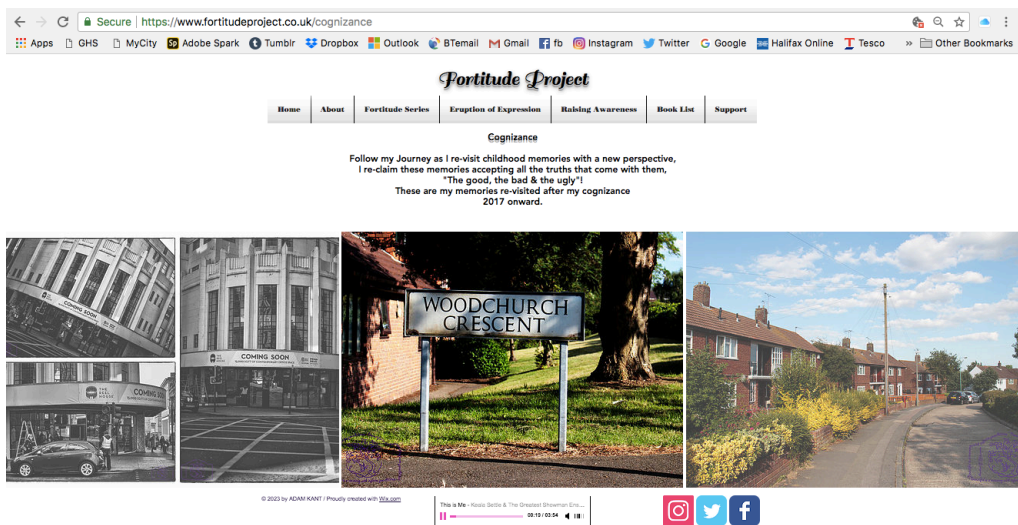 Secure | https://www.fortitudeproject.co.uk/cognizance
Apps GHS MyCity Adobe Spark Tumblr Dropbox Outlook BTemail Gmail fb Instagram Twitter Google Halifax Online Tesco » Other Bookmarks
Fortitude Project
Home About Fortitude Series Eruption of Expression Raising Awareness Book List Support
Cognizance
Follow my Journey as I re-visit childhood memories with a new perspective,
I re-claim these memories accepting all the truths that come with them,
"The good, the bad & the ugly"!
These are my memories re-visited after my cognizance
2017 onward.
COMING SOON
COMING SOON
THE REEL HOUSE
COMING SO
WOODCHURCH
CRESCENT
© 2023 by ADAM KANT / Proudly created with Wix.com
This is Me - Keala Settle & The Greatest Showman Ens...
00:10 / 03:54